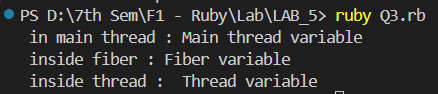 PS D:\7th Sem\F1 - Ruby\Lab\LAB_5> ruby Q3.rb
in main thread : Main thread variable
inside fiber : Fiber variable
inside thread :  Thread variable